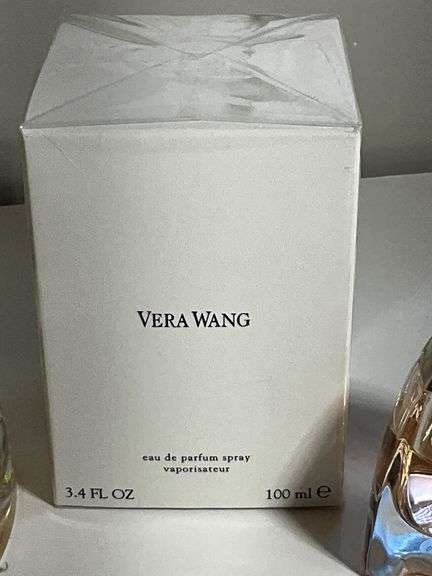 VERA WANG
eau de parfum spray
vaporisateur
3.4 FL OZ 100 ml ℮